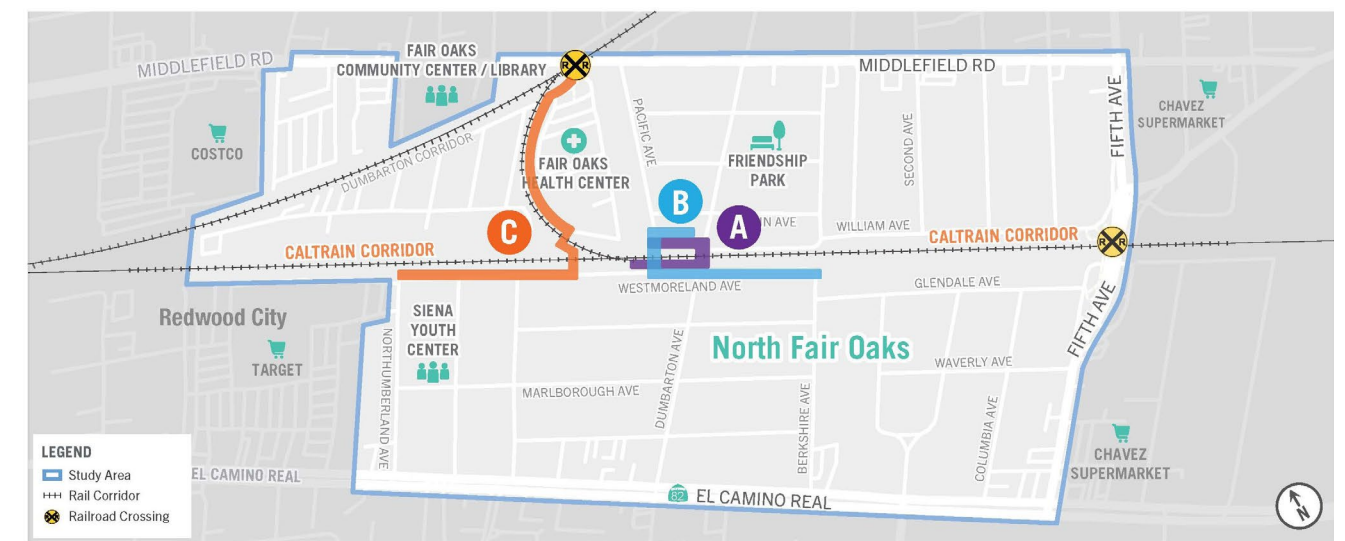 MIDDLEFIELD RD
FAIR OAKS
COMMUNITY CENTER / LIBRARY
R R
MIDDLEFIELD RD
FIFTH AVE
CHAVEZ
SUPERMARKET
COSTCO
DUMBARTON CORRIDOR
PACIFIC AVE
FAIR OAKS
HEALTH CENTER
FRIENDSHIP
PARK
SECOND AVE
B
A
C
AVE
WILLIAM AVE
CALTRAIN CORRIDOR
CALTRAIN CORRIDOR
R R
WESTMORELAND AVE
GLENDALE AVE
FIFTH AVE
Redwood City
SIENA
YOUTH
CENTER
North Fair Oaks
TARGET
NORTHUMBERLAND AVE
DUMBARTON AVE
WAVERLY AVE
MARLBOROUGH AVE
BERKSHIRE AVE
COLUMBIA AVE
CHAVEZ
SUPERMARKET
LEGEND
Study Area
Rail Corridor
Railroad Crossing
EL CAMINO REAL
82
EL CAMINO REAL
N